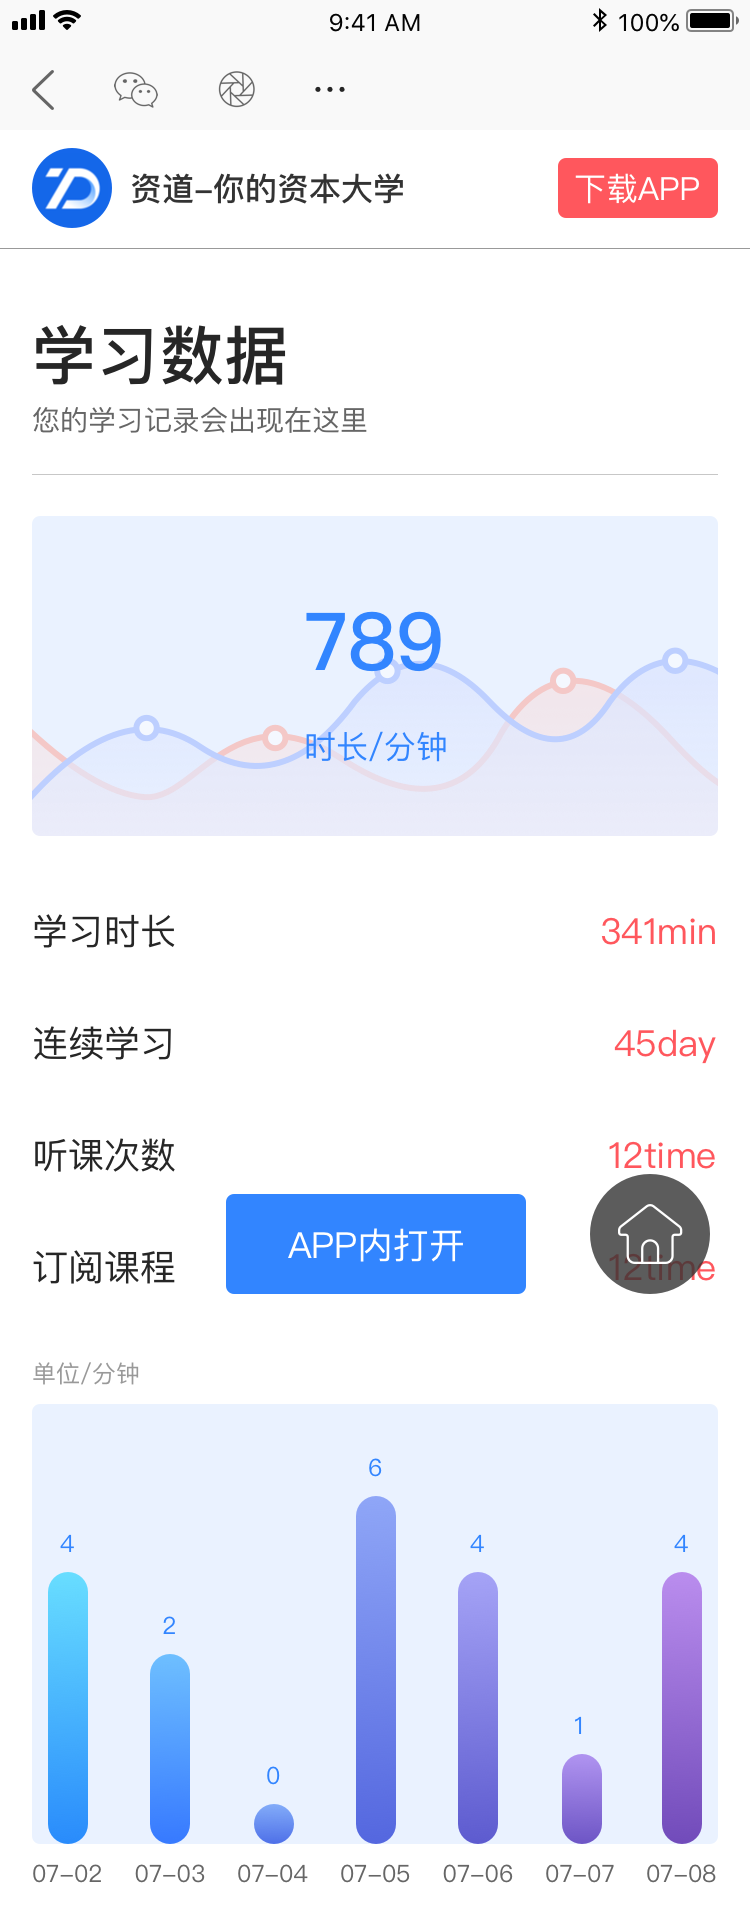 9:41 AM
100%
资道-你的资本大学
下载APP
学习数据
您的学习记录会出现在这里
789
时长/分钟
学习时长
341min
连续学习
45day
听课次数
12time
APP内打开
订阅课程
12time
单位/分钟
6
4
4
4
2
1
0
07-02
07-03
07-04
07-05
07-06
07-07
07-08